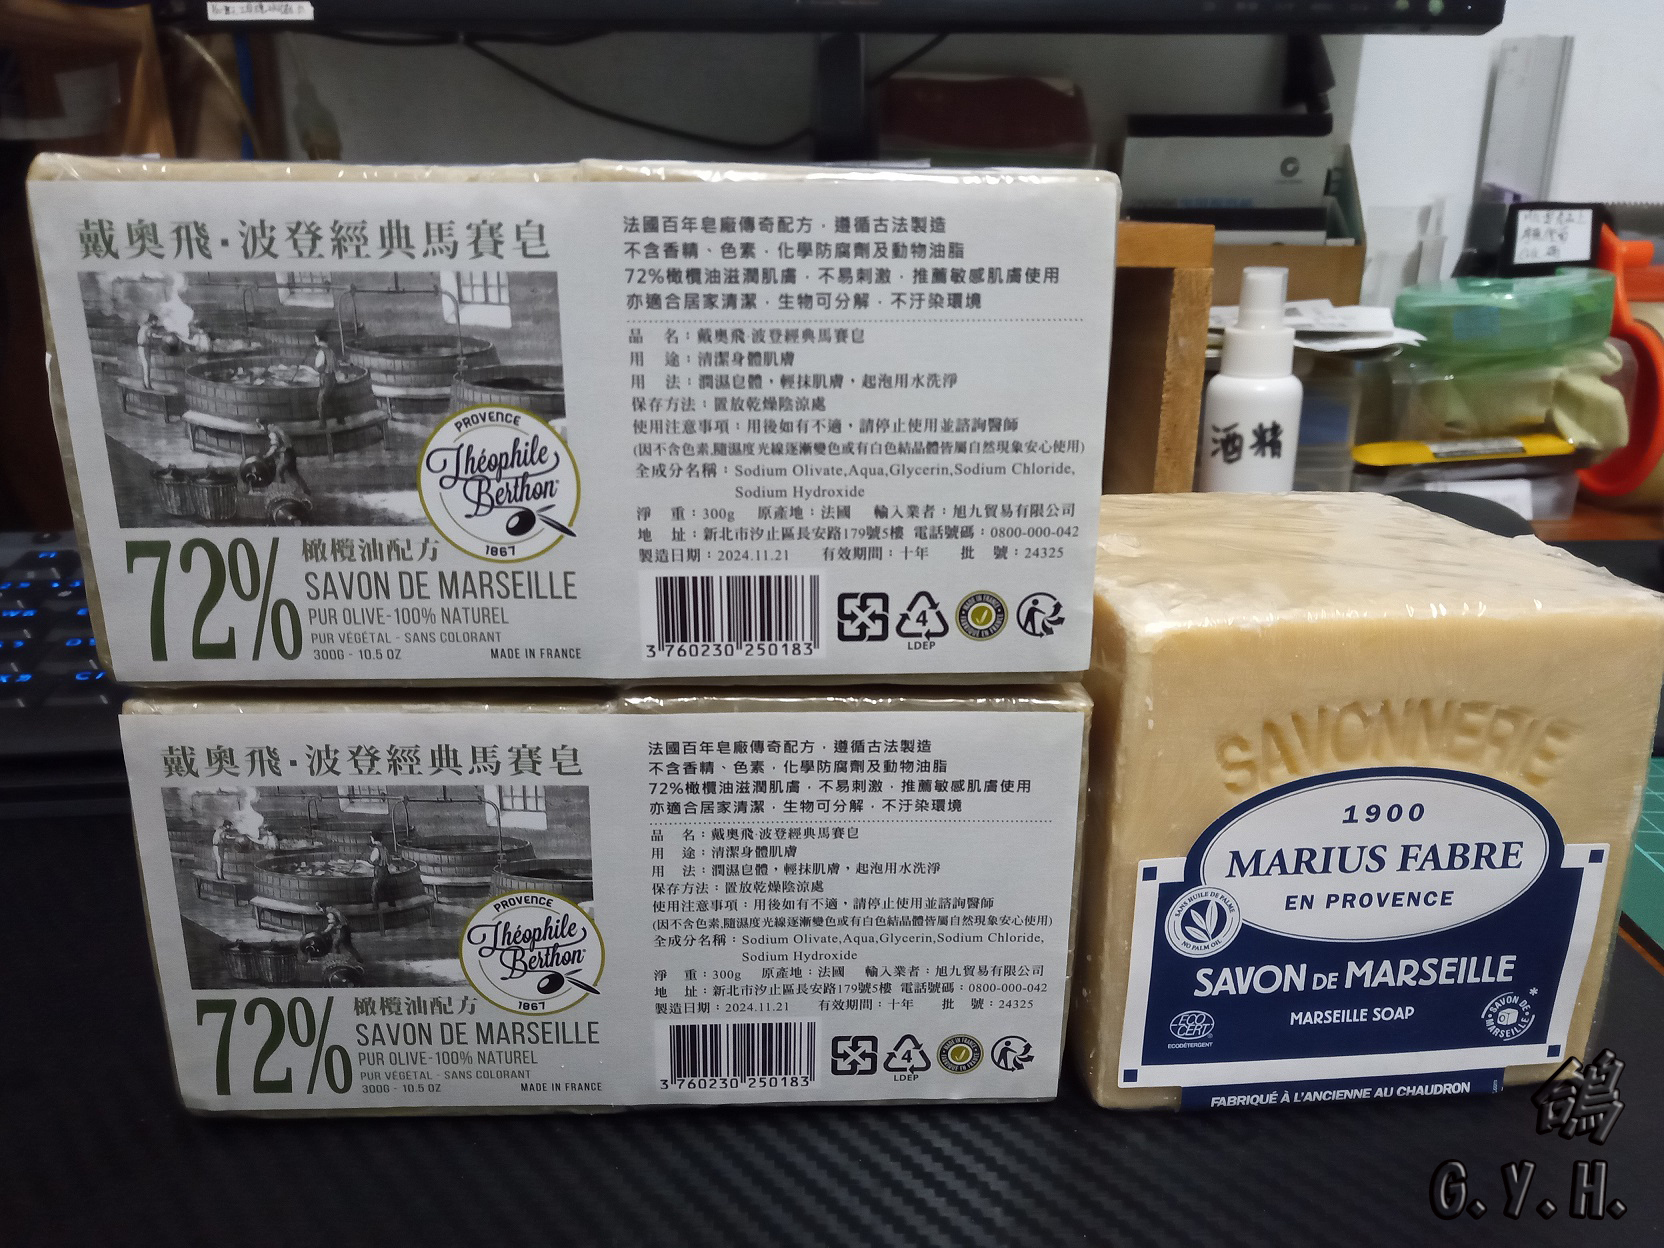 戴奧飛·波登經典馬賽皂
PROVENCE
Théophile
Berthon
1867
72%
橄欖油配方
SAVON DE MARSEILLE
PUR OLIVE-100% NATUREL
PUR VÉGÉTAL - SANS COLORANT
300G - 10.5 OZ
MADE IN FRANCE
法國百年皂廠傳奇配方，遵循古法製造
不含香精、色素，化學防腐劑及動物油脂
72%橄欖油滋潤肌膚，不易刺激，推薦敏感肌膚使用
亦適合居家清潔，生物可分解，不汙染環境
品 名：戴奧飛·波登經典馬賽皂
用 途：清潔身體肌膚
用 法：潤濕皂體，輕抹肌膚，起泡用水洗淨
保存方法：置放乾燥陰涼處
使用注意事項：用後如有不適，請停止使用並諮詢醫師
(因不含色素,隨濕度光線逐漸變色或有白色結晶體皆屬自然現象安心使用)
全成分名稱：Sodium Olivate,Aqua,Glycerin,Sodium Chloride,
Sodium Hydroxide
淨 重：300g 原產地：法國 輸入業者：旭九貿易有限公司
地 址：新北市汐止區長安路179號5樓 電話號碼：0800-000-042
製造日期：2024.11.21 有效期間：十年 批 號：24325
3 760230 250183
4
LDEP
戴奧飛·波登經典馬賽皂
PROVENCE
Théophile
Berthon
1867
72%
橄欖油配方
SAVON DE MARSEILLE
PUR OLIVE-100% NATUREL
PUR VÉGÉTAL - SANS COLORANT
300G - 10.5 OZ
MADE IN FRANCE
法國百年皂廠傳奇配方，遵循古法製造
不含香精、色素，化學防腐劑及動物油脂
72%橄欖油滋潤肌膚，不易刺激，推薦敏感肌膚使用
亦適合居家清潔，生物可分解，不汙染環境
品 名：戴奧飛·波登經典馬賽皂
用 途：清潔身體肌膚
用 法：潤濕皂體，輕抹肌膚，起泡用水洗淨
保存方法：置放乾燥陰涼處
使用注意事項：用後如有不適，請停止使用並諮詢醫師
(因不含色素,隨濕度光線逐漸變色或有白色結晶體皆屬自然現象安心使用)
全成分名稱：Sodium Olivate,Aqua,Glycerin,Sodium Chloride,
Sodium Hydroxide
淨 重：300g 原產地：法國 輸入業者：旭九貿易有限公司
地 址：新北市汐止區長安路179號5樓 電話號碼：0800-000-042
製造日期：2024.11.21 有效期間：十年 批 號：24325
3 760230 250183
4
LDEP
酒精
SAVONNERIE
1900
MARIUS FABRE
EN PROVENCE
SANS HUILE DE PALME
NO PALM OIL
SAVON DE MARSEILLE
MARSEILLE SOAP
ECO
CERT
ECODÉTERGENT
SAVON DE
MARSEILLE
*
FABRIQUÉ À L'ANCIENNE AU CHAUDRON
鴿
G.Y.H.